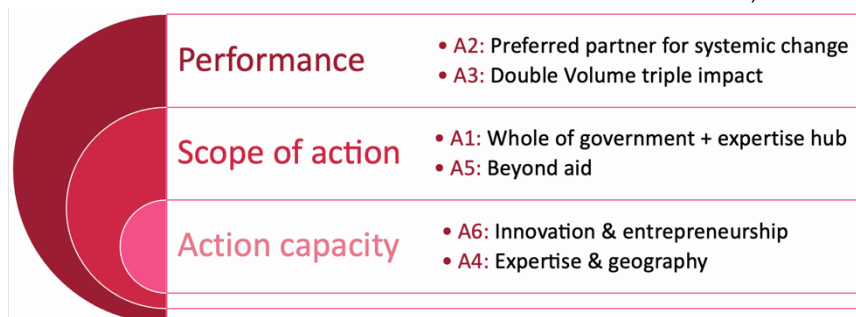 Performance
• A2: Preferred partner for systemic change
• A3: Double Volume triple impact
Scope of action
• A1: Whole of government + expertise hub
• A5: Beyond aid
Action capacity
• A6: Innovation & entrepreneurship
• A4: Expertise & geography